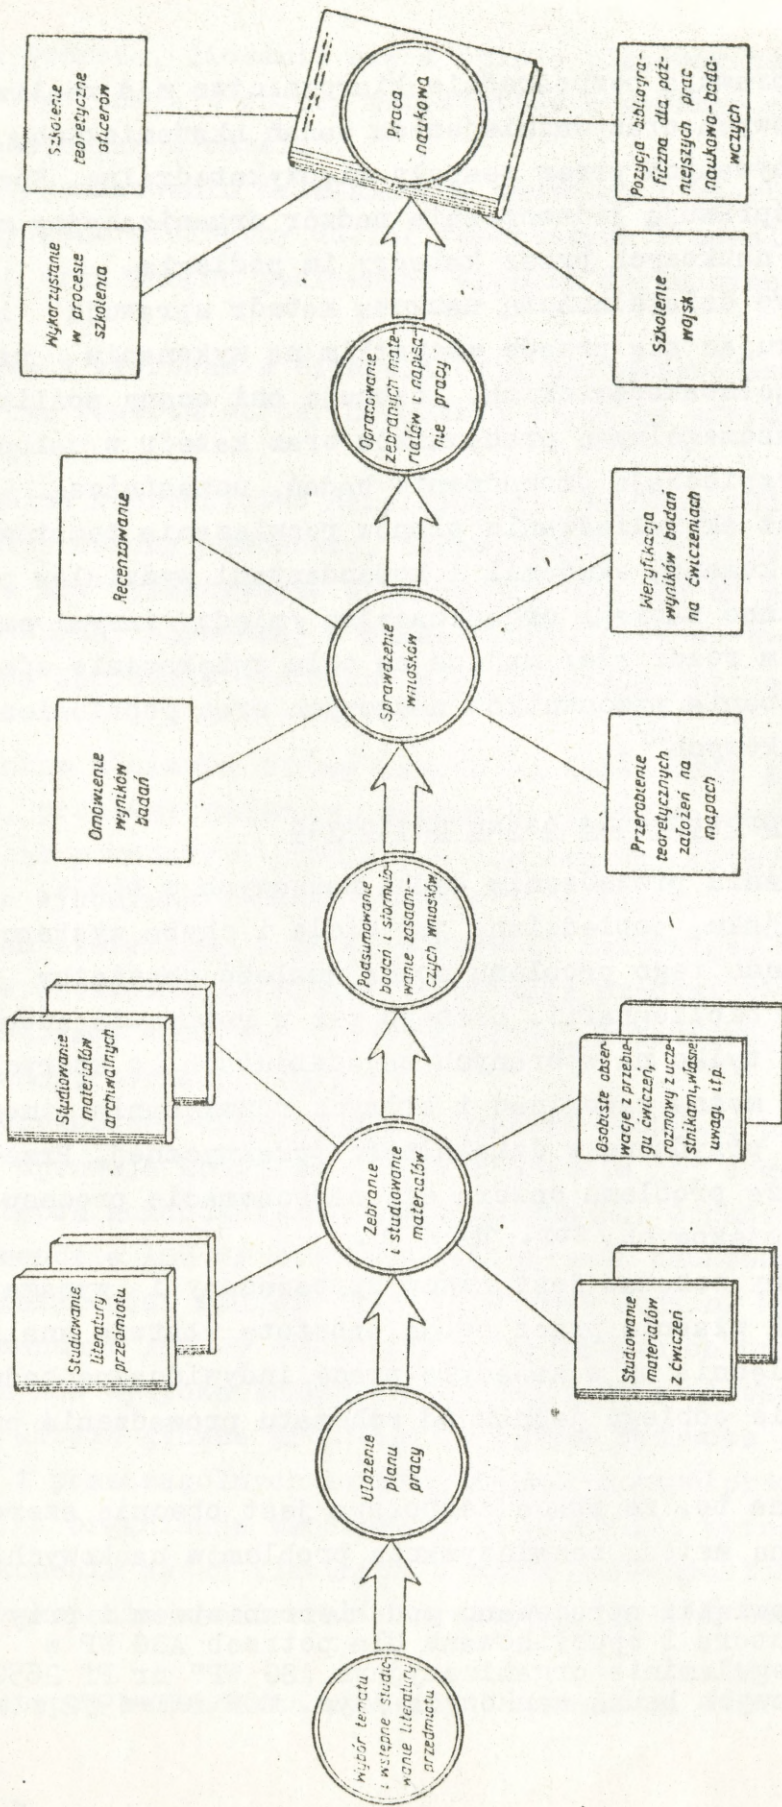 Wybór tematu
i wstępne studio-
wanie literatury
przedmiotu
Ułożenie
planu
pracy
Studiowanie
literatury
przedmiotu
Studiowanie
materiałów
archiwalnych
Zebranie
i studiowanie
materiałów
Studiowanie
materiałów
z ćwiczeń
Osobiste obser-
wacje z przebie-
gu ćwiczeń,
rozmowy z ucze-
stnikami, własne
uwagi itp.
Podsumowanie
badań i sformuło-
wanie zasadni-
czych wniosków
Omówienie
wyników
badań
Recenzowanie
Sprawdzenie
wniosków
Przerobienie
teoretycznych
założeń na
mapach
Weryfikacja
wyników badań
na ćwiczeniach
Opracowanie
zebranych mate-
riałów i napisa-
nie pracy
Wykorzystanie
w procesie
szkolenia
Szkolenie
teoretyczne
oficerów
Praca
naukowa
Szkolenie
wojsk
Pozycja bibliogra-
ficzna dla póź-
niejszych prac
naukowo-bada-
wczych